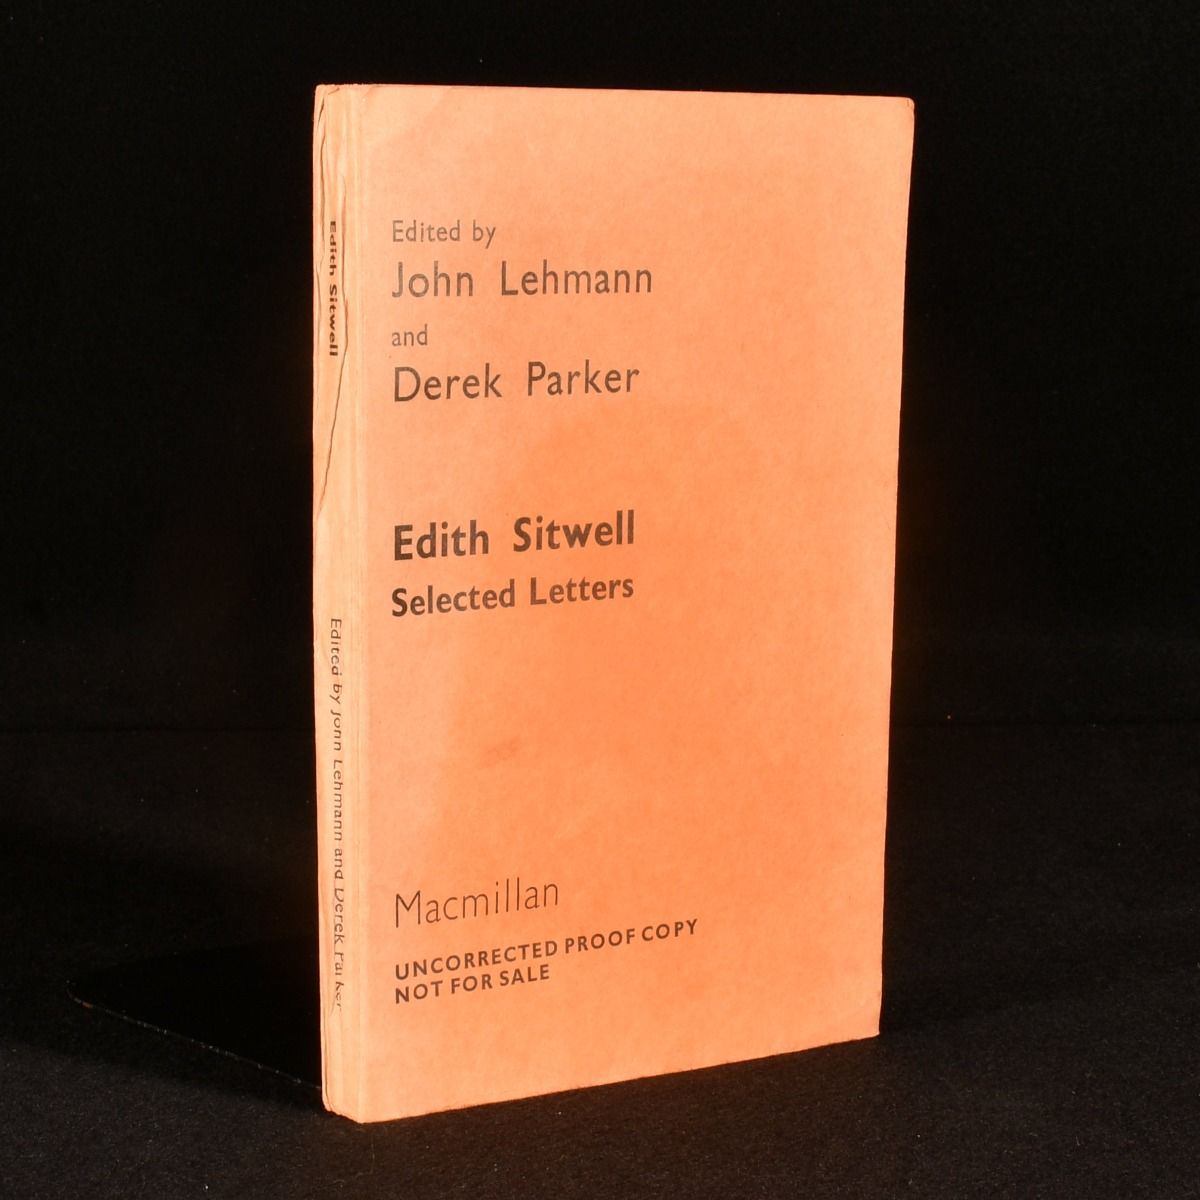 Edited by
John Lehmann
and
Derek Parker
Edith Sitwell
Selected Letters
Macmillan
UNCORRECTED PROOF COPY
NOT FOR SALE
Edith Sitwell
Edited by John Lehmann and Derek Parker